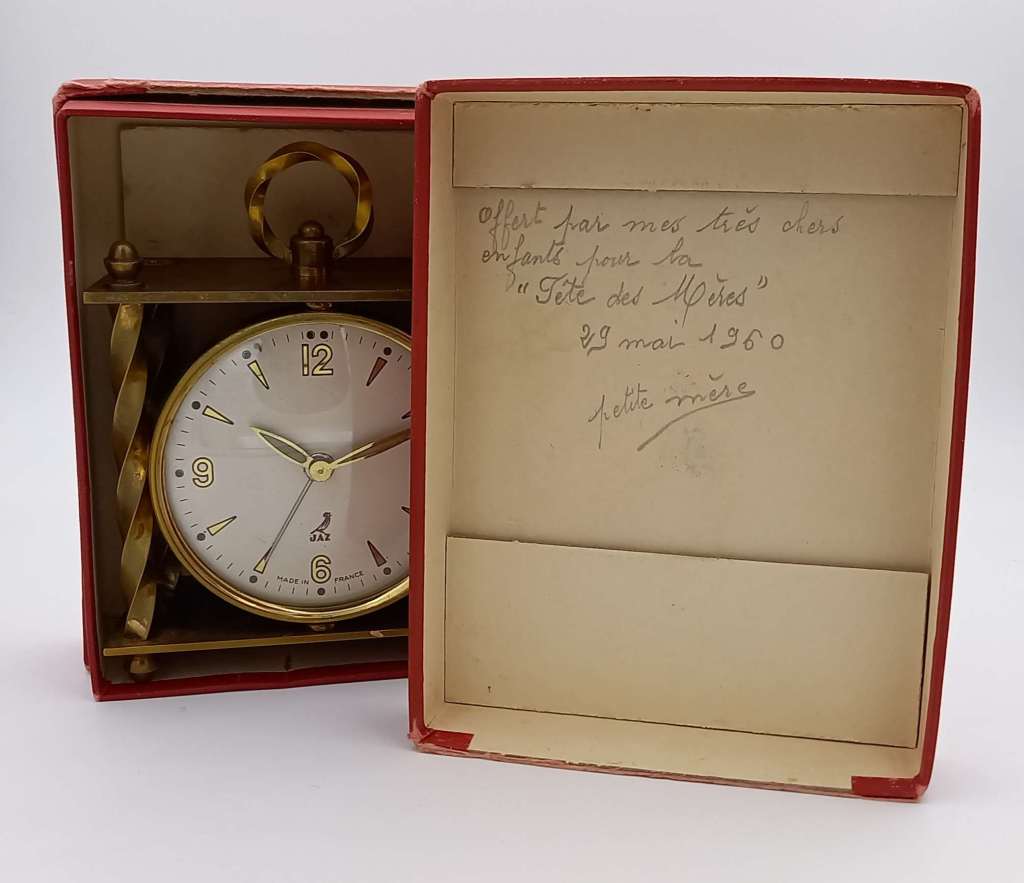 12
9
6
JAZ
MADE IN FRANCE
Offert par mes très chers
enfants pour la
"Fête des Mères"
29 mai 1960
petite mère